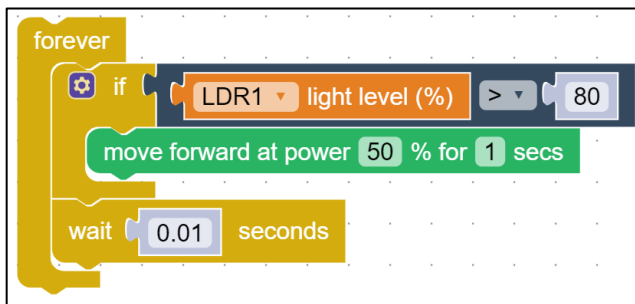 forever
if LDR1 light level (%) > 80
move forward at power 50 % for 1 secs
wait 0.01 seconds